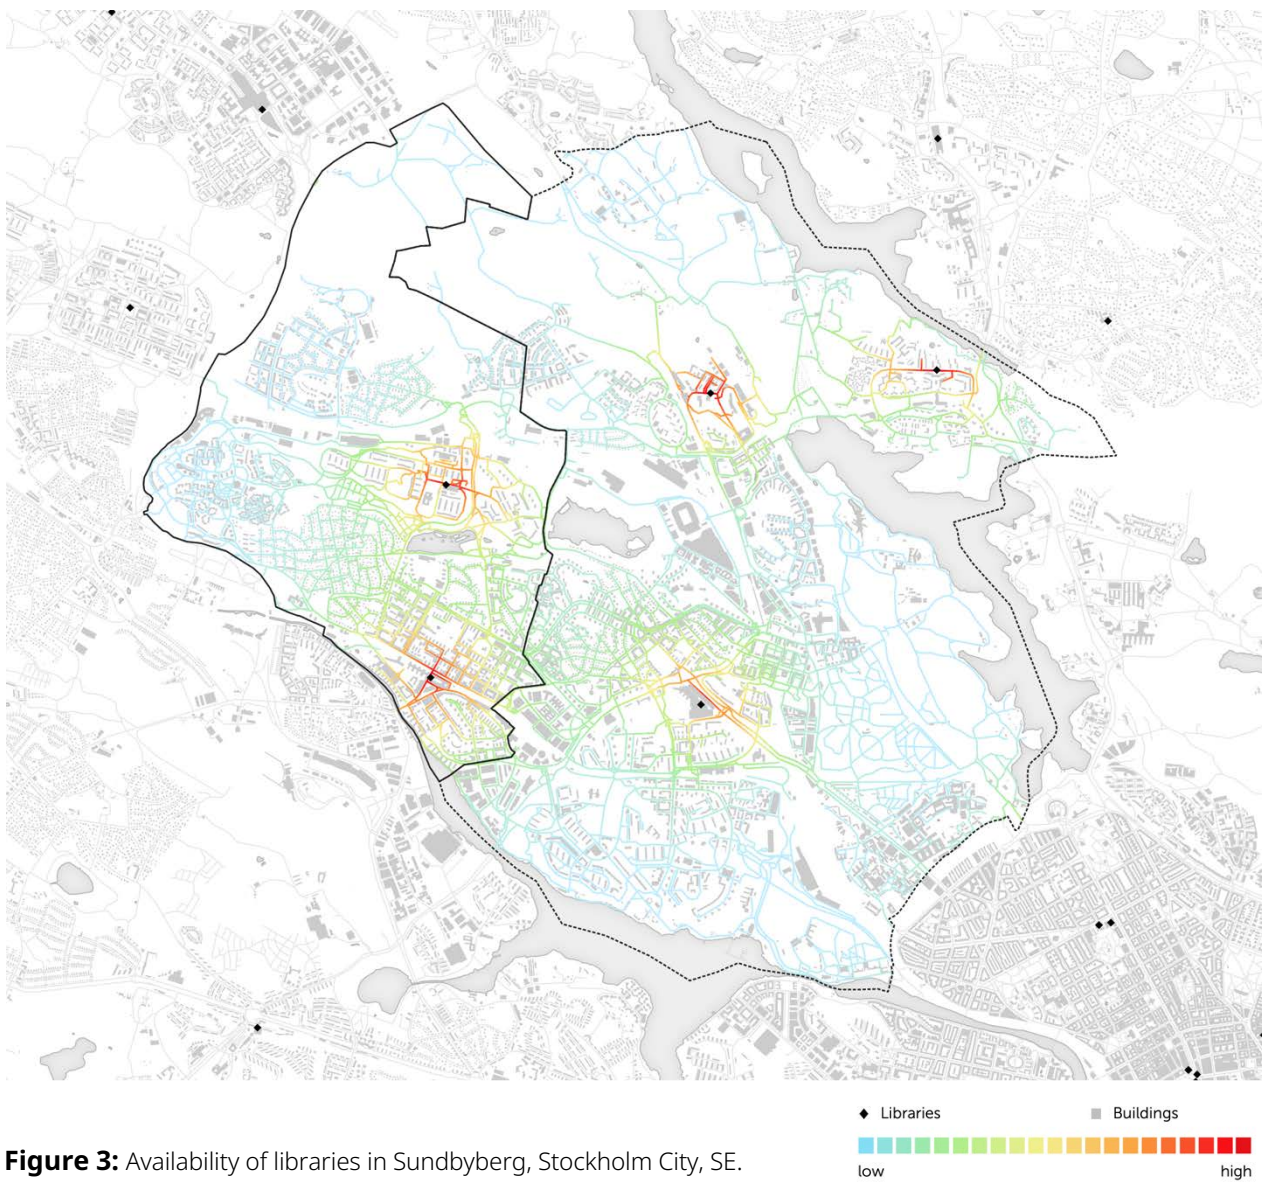 Libraries
Buildings
low
high
Figure 3: Availability of libraries in Sundbyberg, Stockholm City, SE.